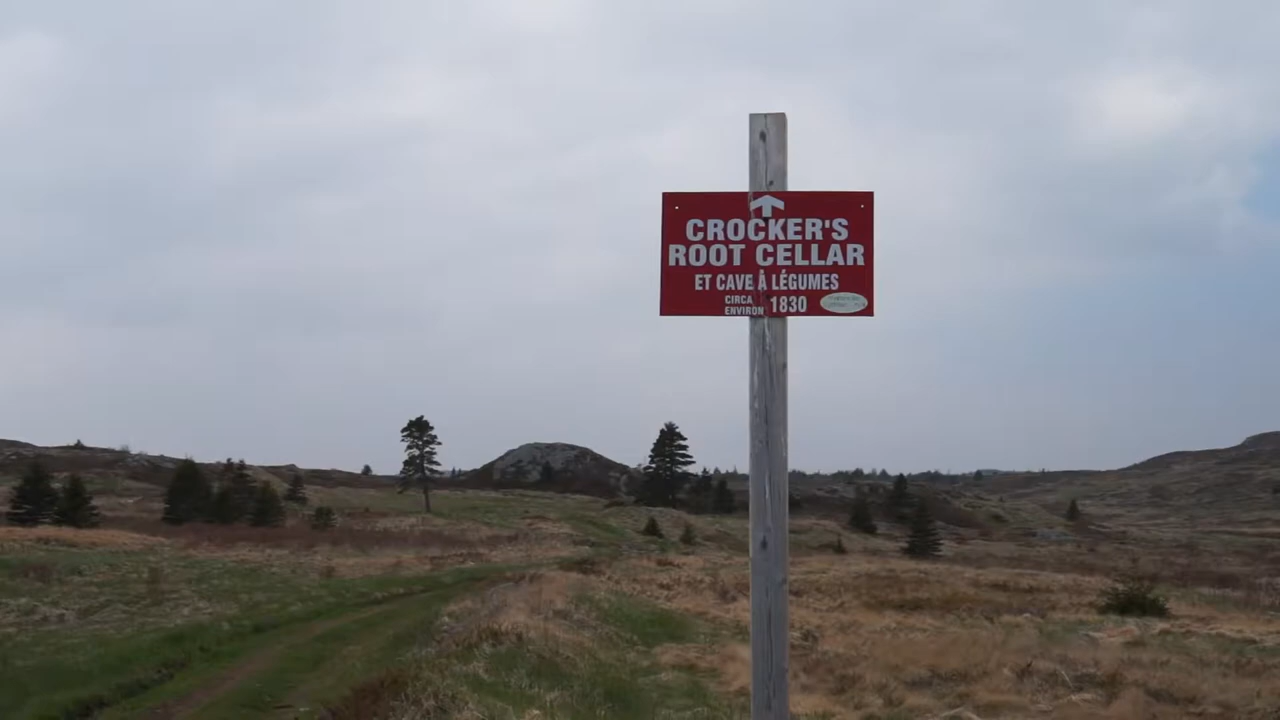 CROCKER'S
ROOT CELLAR
ET CAVE À LÉGUMES
CIRCA
ENVIRON 1830